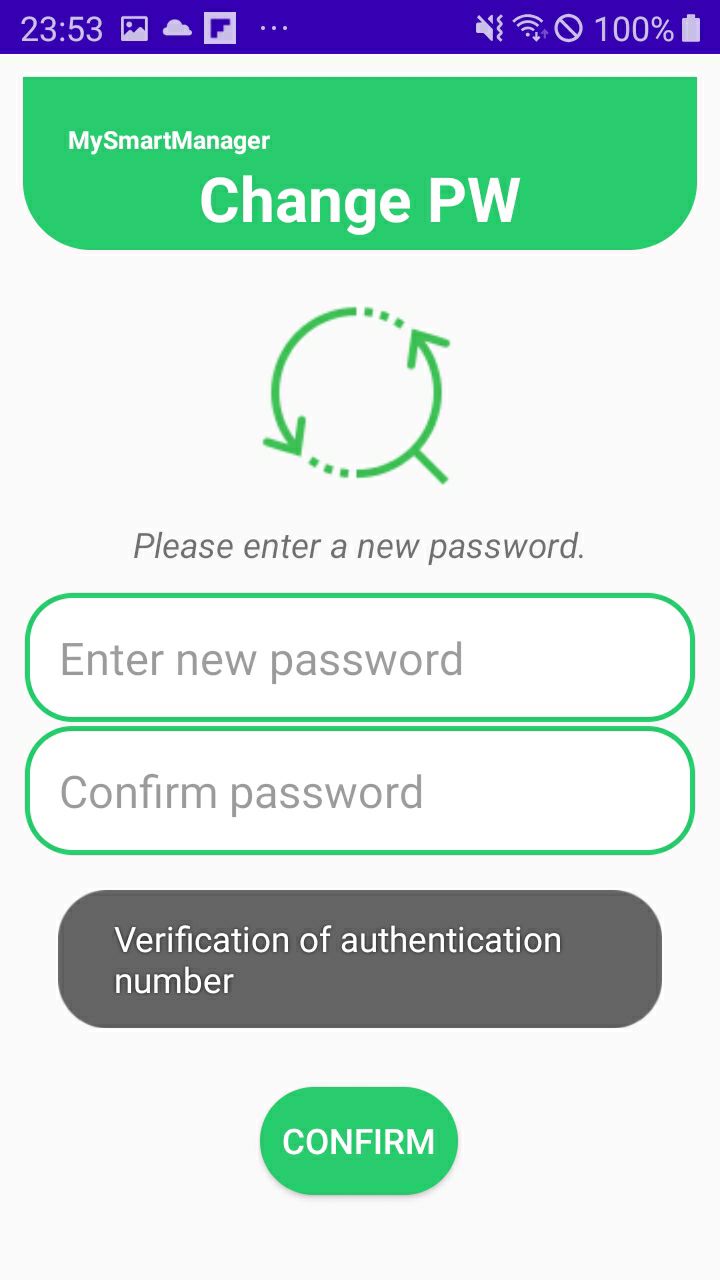 23:53 ... 100%
MySmartManager
Change PW
Please enter a new password.
Enter new password
Confirm password
Verification of authentication
number
CONFIRM